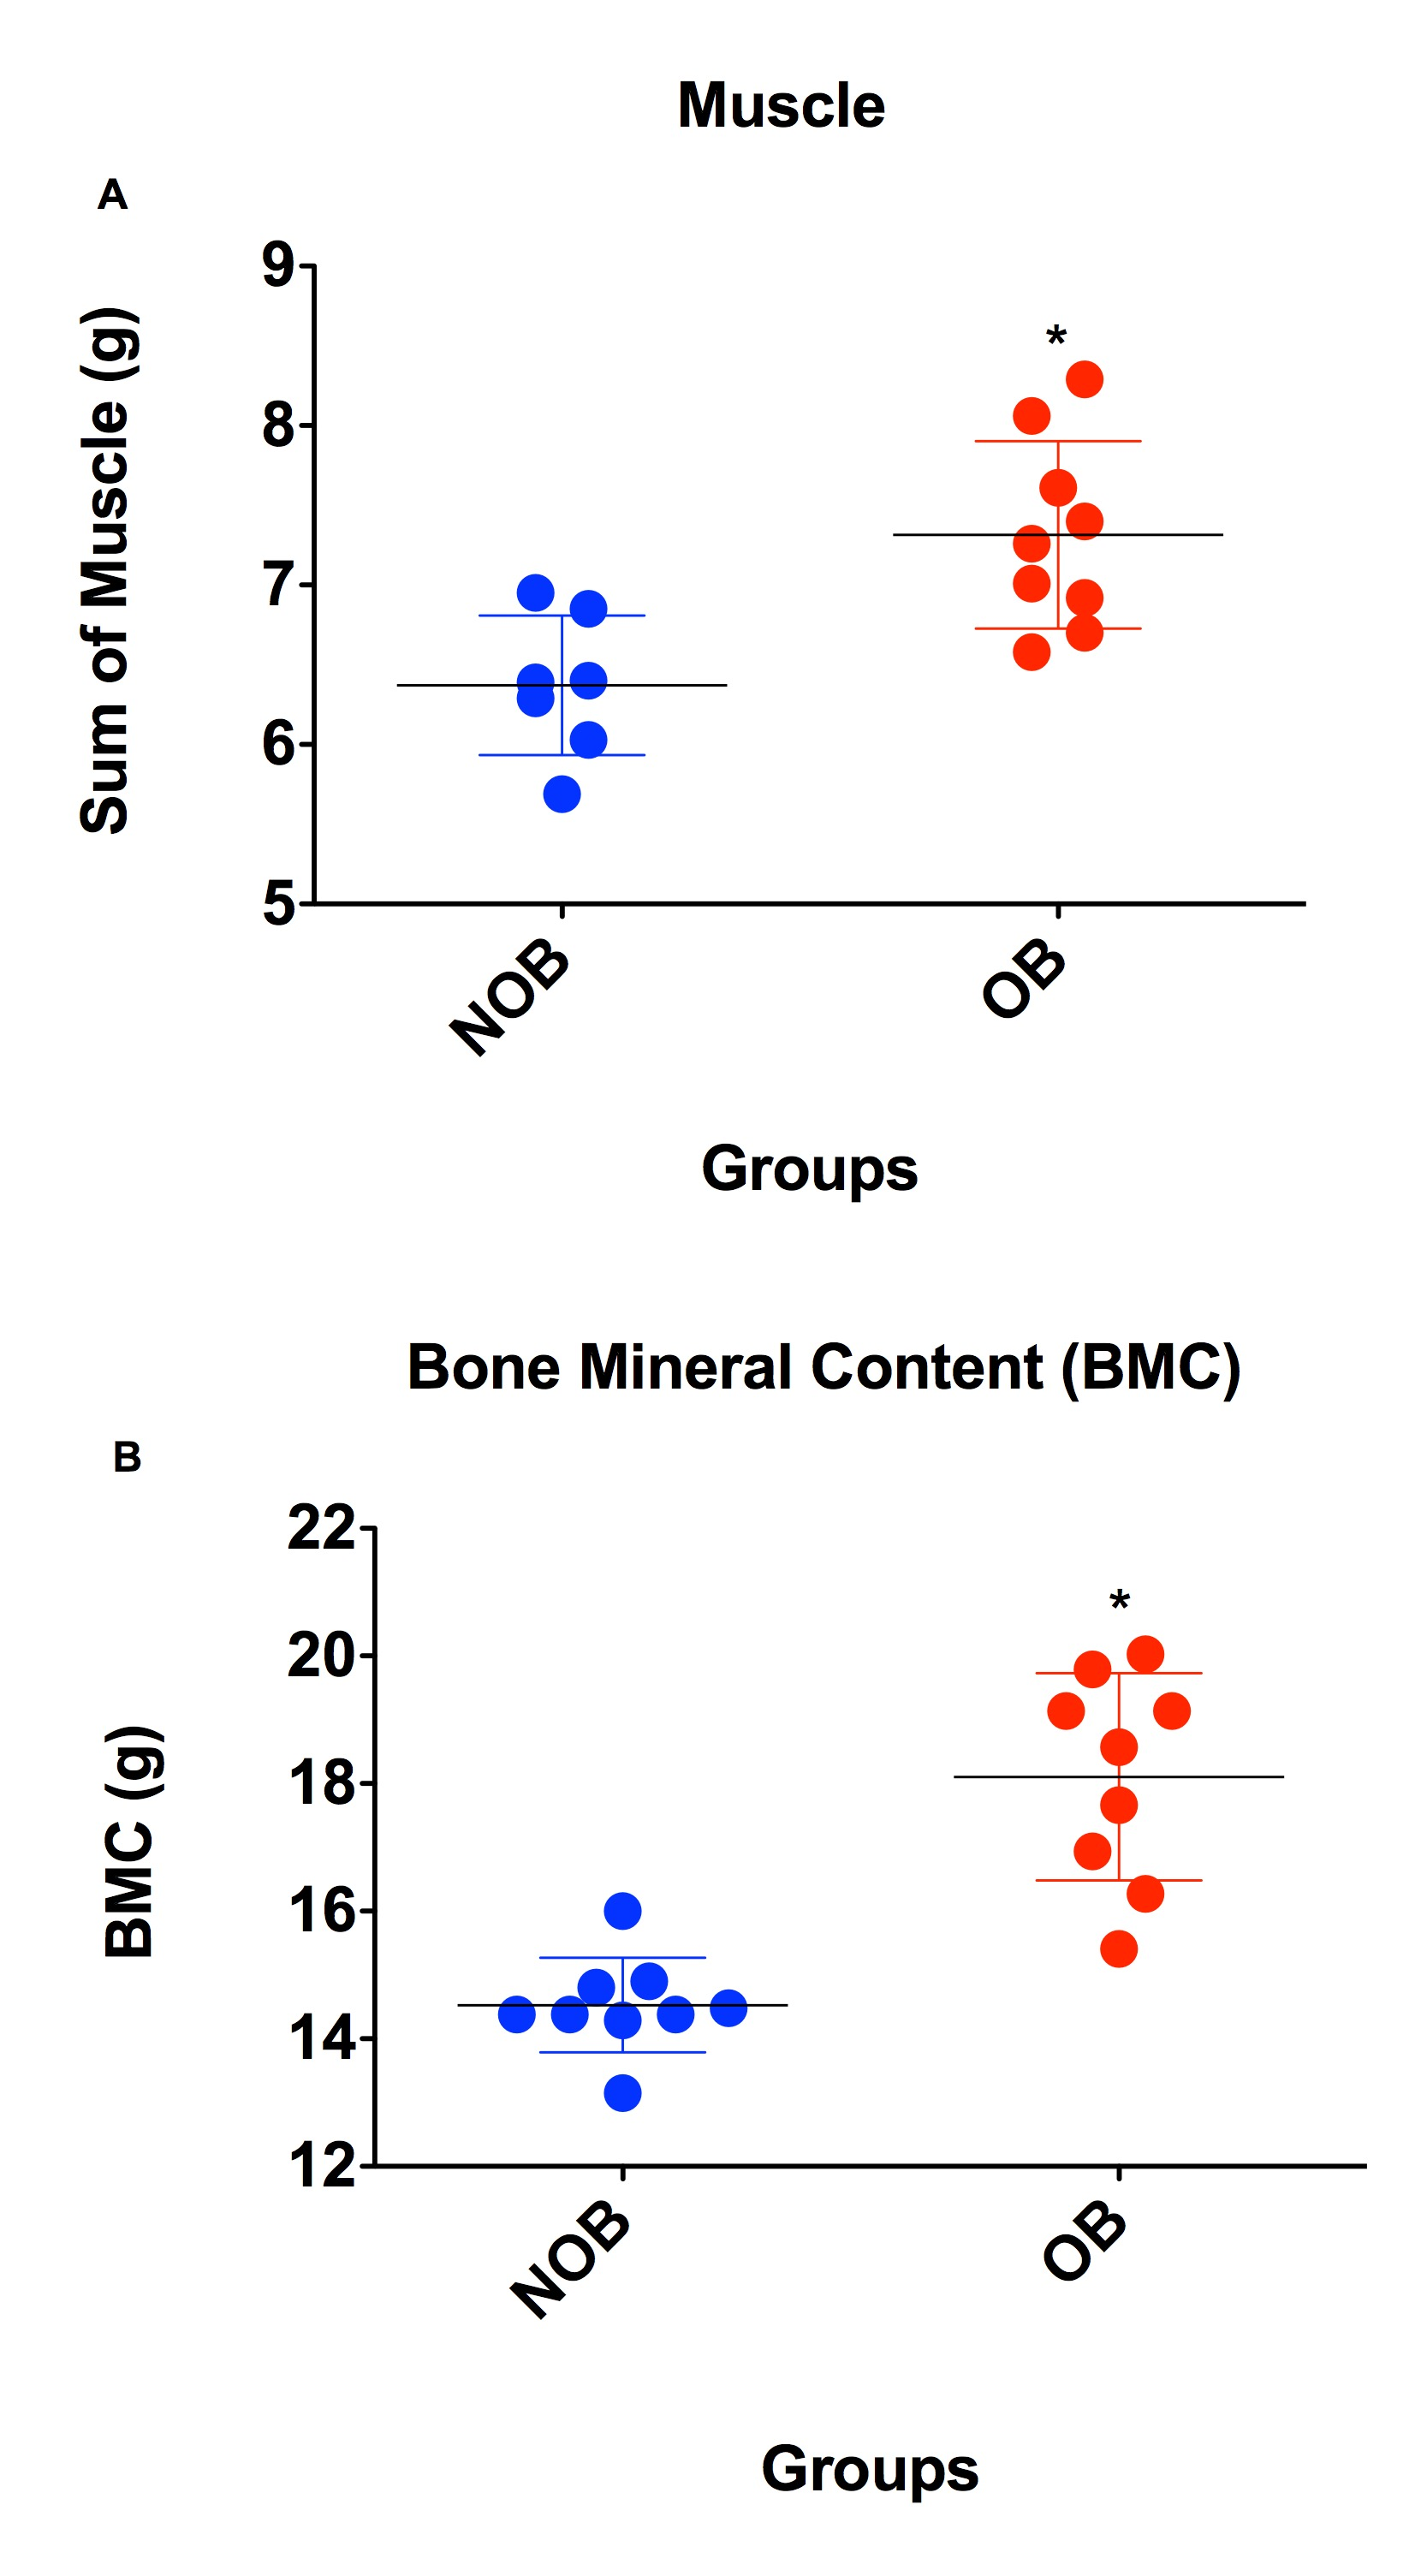 Muscle
A
Sum of Muscle (g)
9
8
7
6
5
*
NOB
OB
Groups
Bone Mineral Content (BMC)
B
BMC (g)
22
20
18
16
14
12
*
NOB
OB
Groups